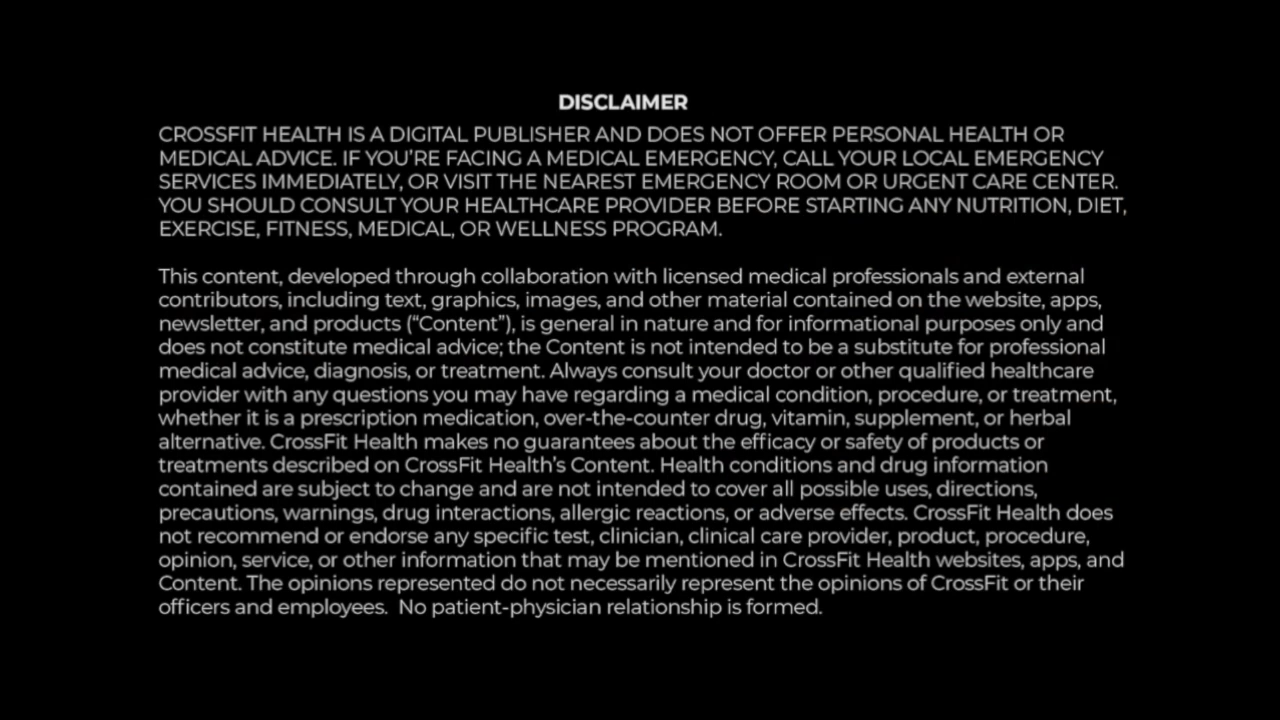 DISCLAIMER
CROSSFIT HEALTH IS A DIGITAL PUBLISHER AND DOES NOT OFFER PERSONAL HEALTH OR
MEDICAL ADVICE. IF YOU'RE FACING A MEDICAL EMERGENCY, CALL YOUR LOCAL EMERGENCY
SERVICES IMMEDIATELY, OR VISIT THE NEAREST EMERGENCY ROOM OR URGENT CARE CENTER.
YOU SHOULD CONSULT YOUR HEALTHCARE PROVIDER BEFORE STARTING ANY NUTRITION, DIET,
EXERCISE, FITNESS, MEDICAL, OR WELLNESS PROGRAM.
This content, developed through collaboration with licensed medical professionals and external
contributors, including text, graphics, images, and other material contained on the website, apps,
newsletter, and products (“Content”), is general in nature and for informational purposes only and
does not constitute medical advice; the Content is not intended to be a substitute for professional
medical advice, diagnosis, or treatment. Always consult your doctor or other qualified healthcare
provider with any questions you may have regarding a medical condition, procedure, or treatment,
whether it is a prescription medication, over-the-counter drug, vitamin, supplement, or herbal
alternative. CrossFit Health makes no guarantees about the efficacy or safety of products or
treatments described on CrossFit Health's Content. Health conditions and drug information
contained are subject to change and are not intended to cover all possible uses, directions,
precautions, warnings, drug interactions, allergic reactions, or adverse effects. CrossFit Health does
not recommend or endorse any specific test, clinician, clinical care provider, product, procedure,
opinion, service, or other information that may be mentioned in CrossFit Health websites, apps, and
Content. The opinions represented do not necessarily represent the opinions of CrossFit or their
officers and employees.  No patient-physician relationship is formed.